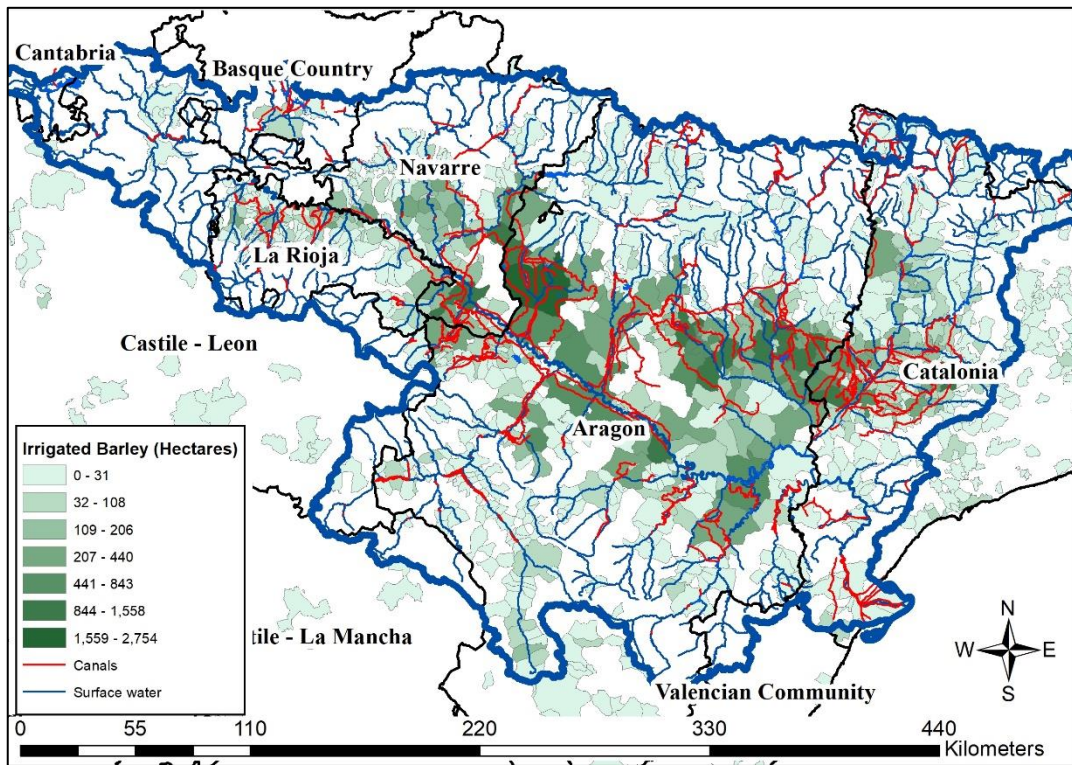 Cantabria
Basque Country
Navarre
La Rioja
Castile - Leon
Catalonia
Aragon
Irrigated Barley (Hectares)
0 - 31
32 - 108
109 - 206
207 - 440
441 - 843
844 - 1,558
1,559 - 2,754
Canals
Surface water
tile - La Mancha
Valencian Community
N
W E
S
0 55 110 220 330 440
Kilometers